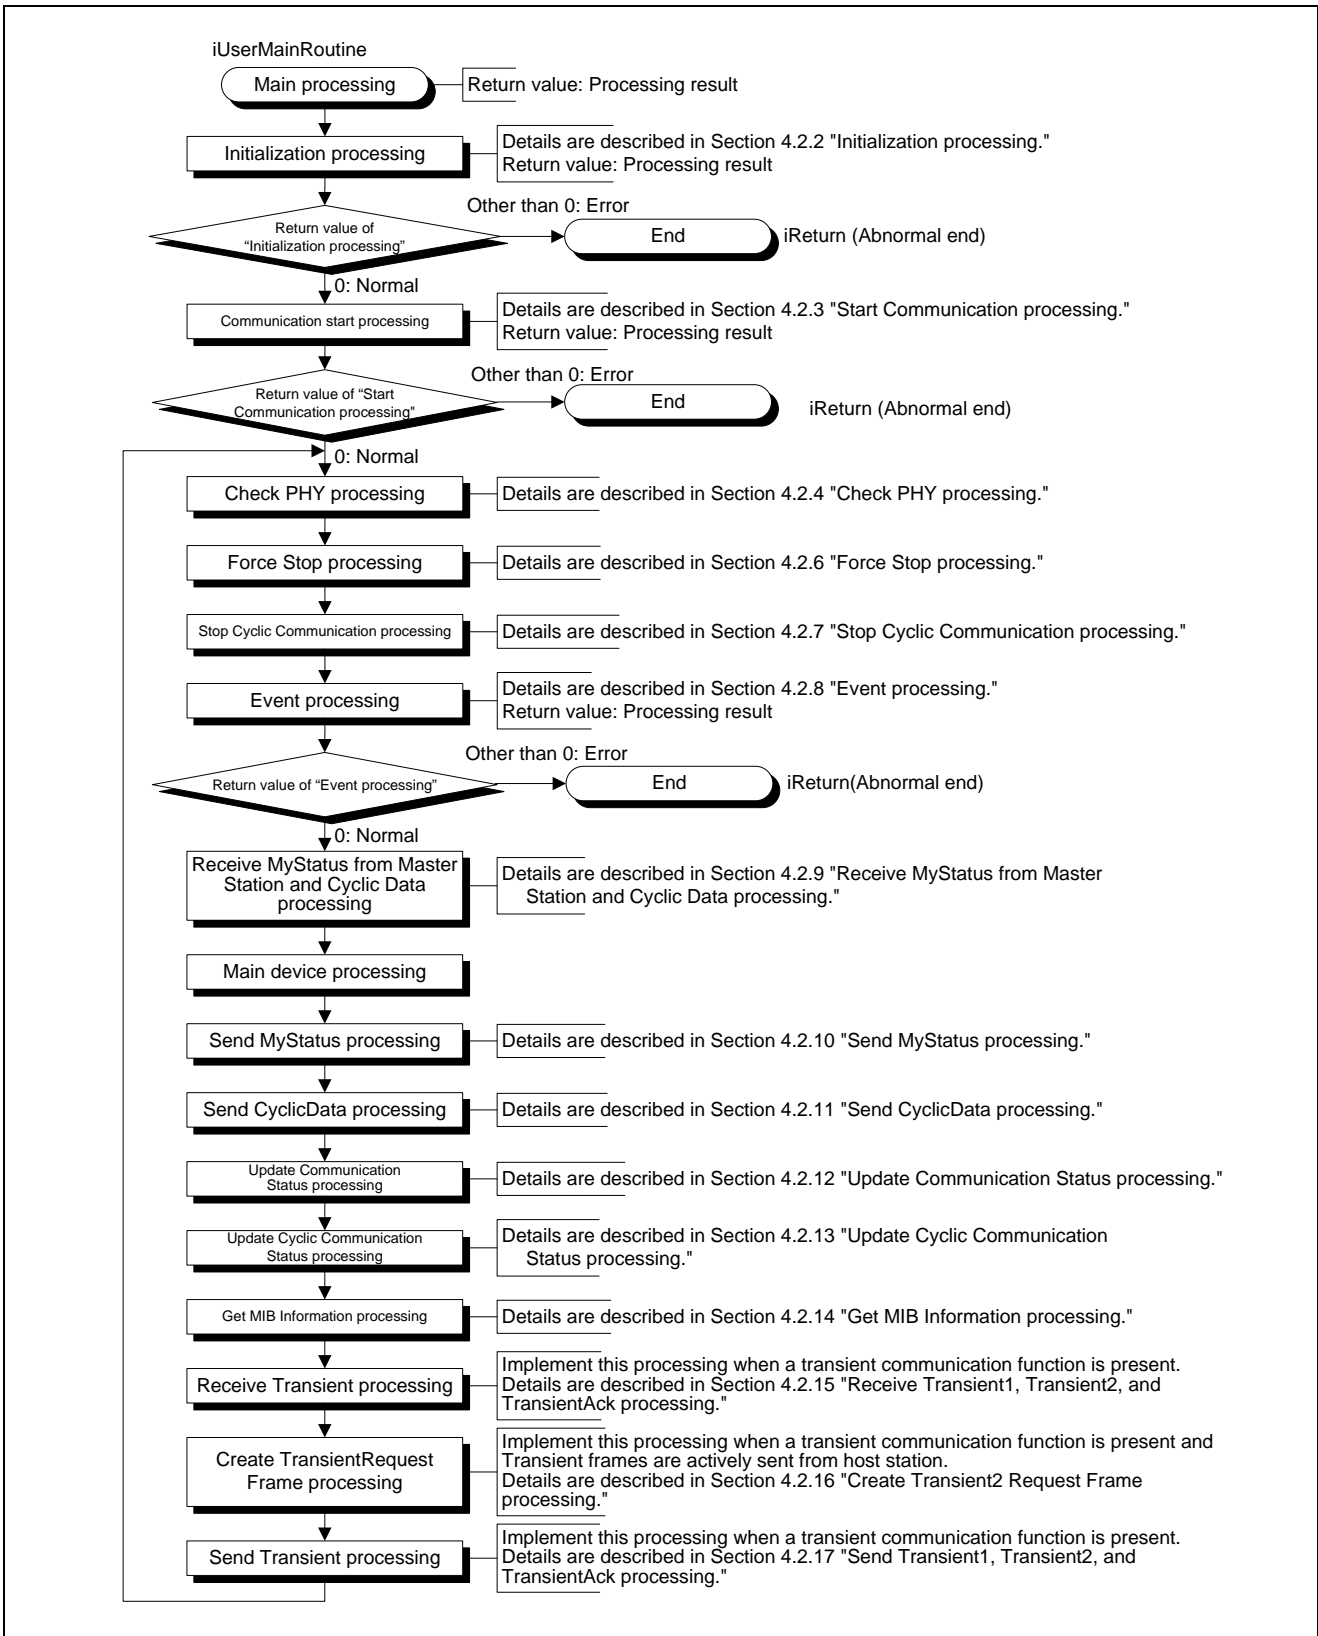 iUserMainRoutine
Main processing
Return value: Processing result
Initialization processing
Details are described in Section 4.2.2 "Initialization processing."
Return value: Processing result
Other than 0: Error
Return value of
“Initialization processing”
End
iReturn (Abnormal end)
0: Normal
Communication start processing
Details are described in Section 4.2.3 "Start Communication processing."
Return value: Processing result
Other than 0: Error
Return value of “Start
Communication processing”
End
iReturn (Abnormal end)
0: Normal
Check PHY processing
Details are described in Section 4.2.4 "Check PHY processing."
Force Stop processing
Details are described in Section 4.2.6 "Force Stop processing."
Stop Cyclic Communication processing
Details are described in Section 4.2.7 "Stop Cyclic Communication processing."
Event processing
Details are described in Section 4.2.8 "Event processing."
Return value: Processing result
Other than 0: Error
Return value of “Event processing”
End
iReturn(Abnormal end)
0: Normal
Receive MyStatus from Master
Station and Cyclic Data
processing
Details are described in Section 4.2.9 "Receive MyStatus from Master
Station and Cyclic Data processing."
Main device processing
Send MyStatus processing
Details are described in Section 4.2.10 "Send MyStatus processing."
Send CyclicData processing
Details are described in Section 4.2.11 "Send CyclicData processing."
Update Communication
Status processing
Details are described in Section 4.2.12 "Update Communication Status processing."
Update Cyclic Communication
Status processing
Details are described in Section 4.2.13 "Update Cyclic Communication
Status processing."
Get MIB Information processing
Details are described in Section 4.2.14 "Get MIB Information processing."
Receive Transient processing
Implement this processing when a transient communication function is present.
Details are described in Section 4.2.15 "Receive Transient1, Transient2, and
TransientAck processing."
Create TransientRequest
Frame processing
Implement this processing when a transient communication function is present and
Transient frames are actively sent from host station.
Details are described in Section 4.2.16 "Create Transient2 Request Frame
processing."
Send Transient processing
Implement this processing when a transient communication function is present.
Details are described in Section 4.2.17 "Send Transient1, Transient2, and
TransientAck processing."